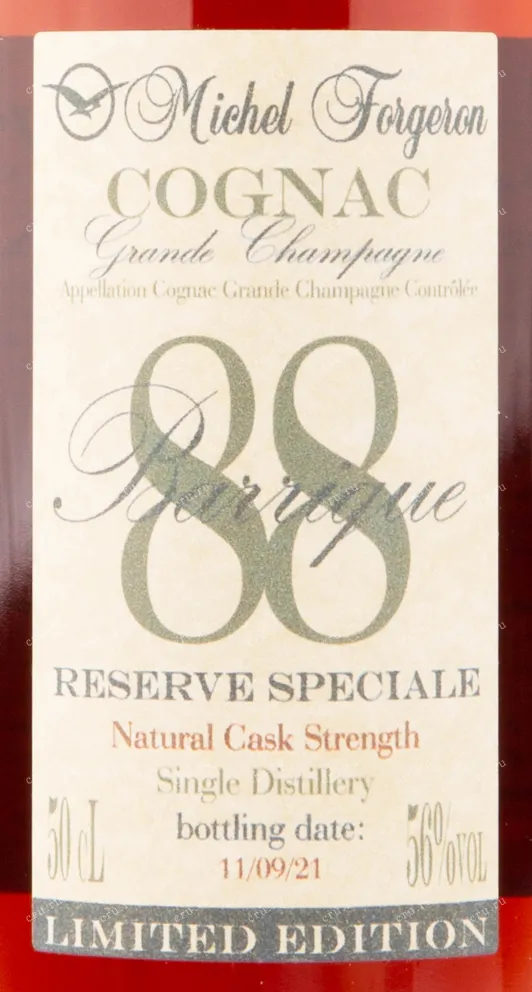 Michel Forgeron
COGNAC
Grande Champagne
Appellation Cognac Grande Champagne Contrôlée
88
Barrique
RESERVE SPECIALE
Natural Cask Strength
Single Distillery
50 cL
bottling date:
11/09/21
56%VOL
LIMITED EDITION